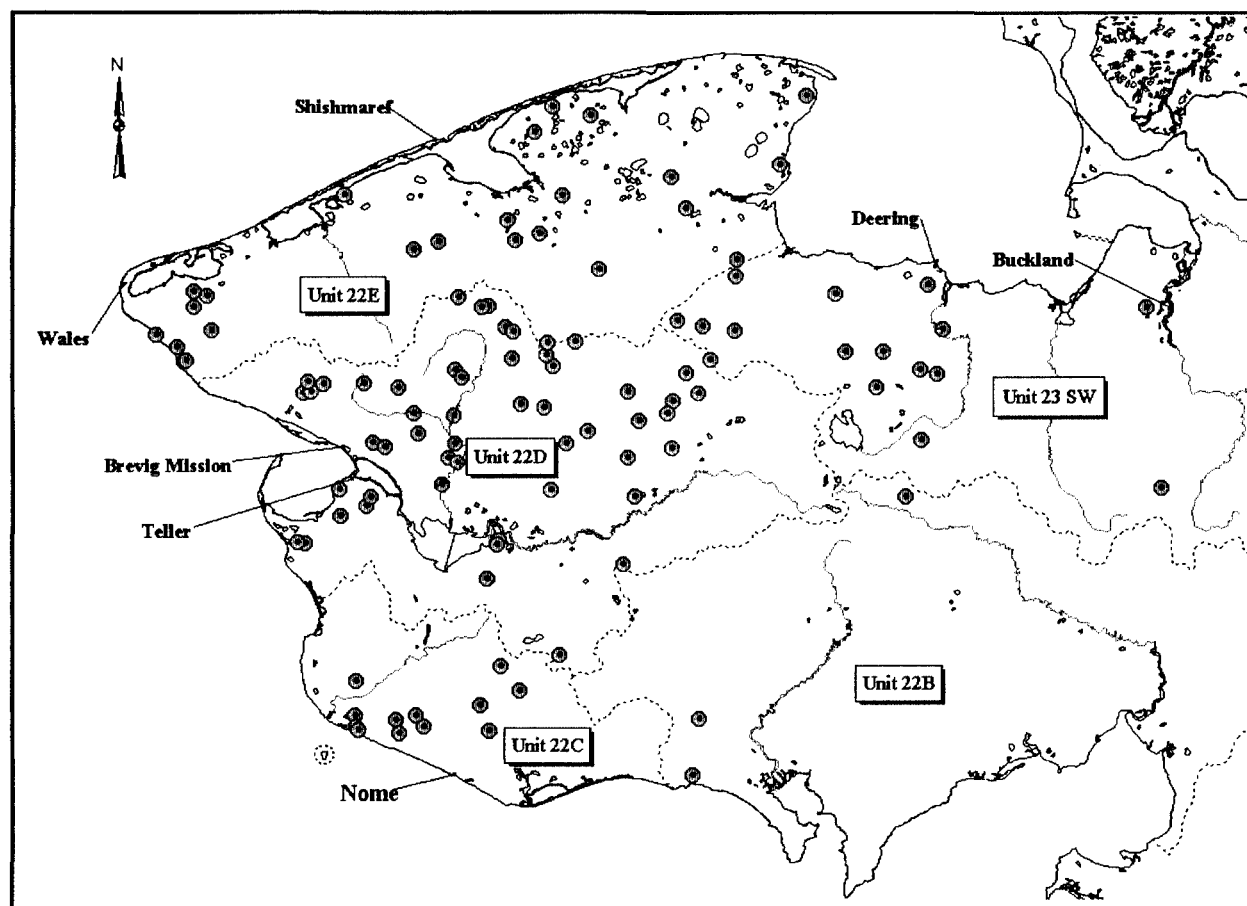 N
Shishmaref
Deering
Buckland
Unit 22E
Wales
Unit 23 SW
Brevig Mission
Unit 22D
Teller
Unit 22B
Unit 22C
Nome